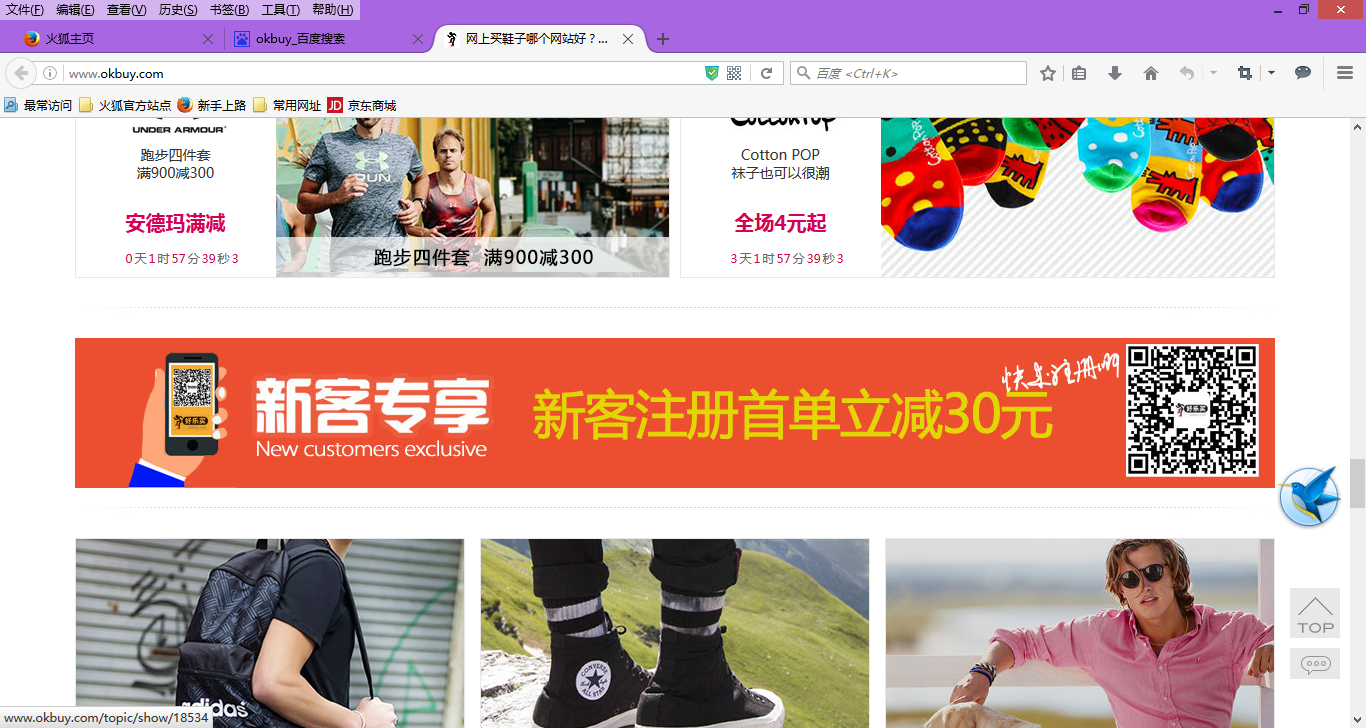 文件(F) 编辑(E) 查看(V) 历史(S) 书签(B) 工具(T) 帮助(H)
火狐主页
okbuy_百度搜索
网上买鞋子哪个网站好？...
www.okbuy.com
百度 <Ctrl+K>
最常访问 火狐官方站点 新手上路 常用网址 JD 京东商城
UNDER ARMOUR
跑步四件套
满900减300
安德玛满减
0天1时57分39秒3
RUN
跑步四件套 满900减300
CottonPop
Cotton POP
袜子也可以很潮
全场4元起
3天1时57分39秒3
好乐买
新客专享
New customers exclusive
新客注册首单立减30元
快来注册啊
好乐买
adidas
CONVERSE
ALL STAR
TOP
www.okbuy.com/topic/show/18534